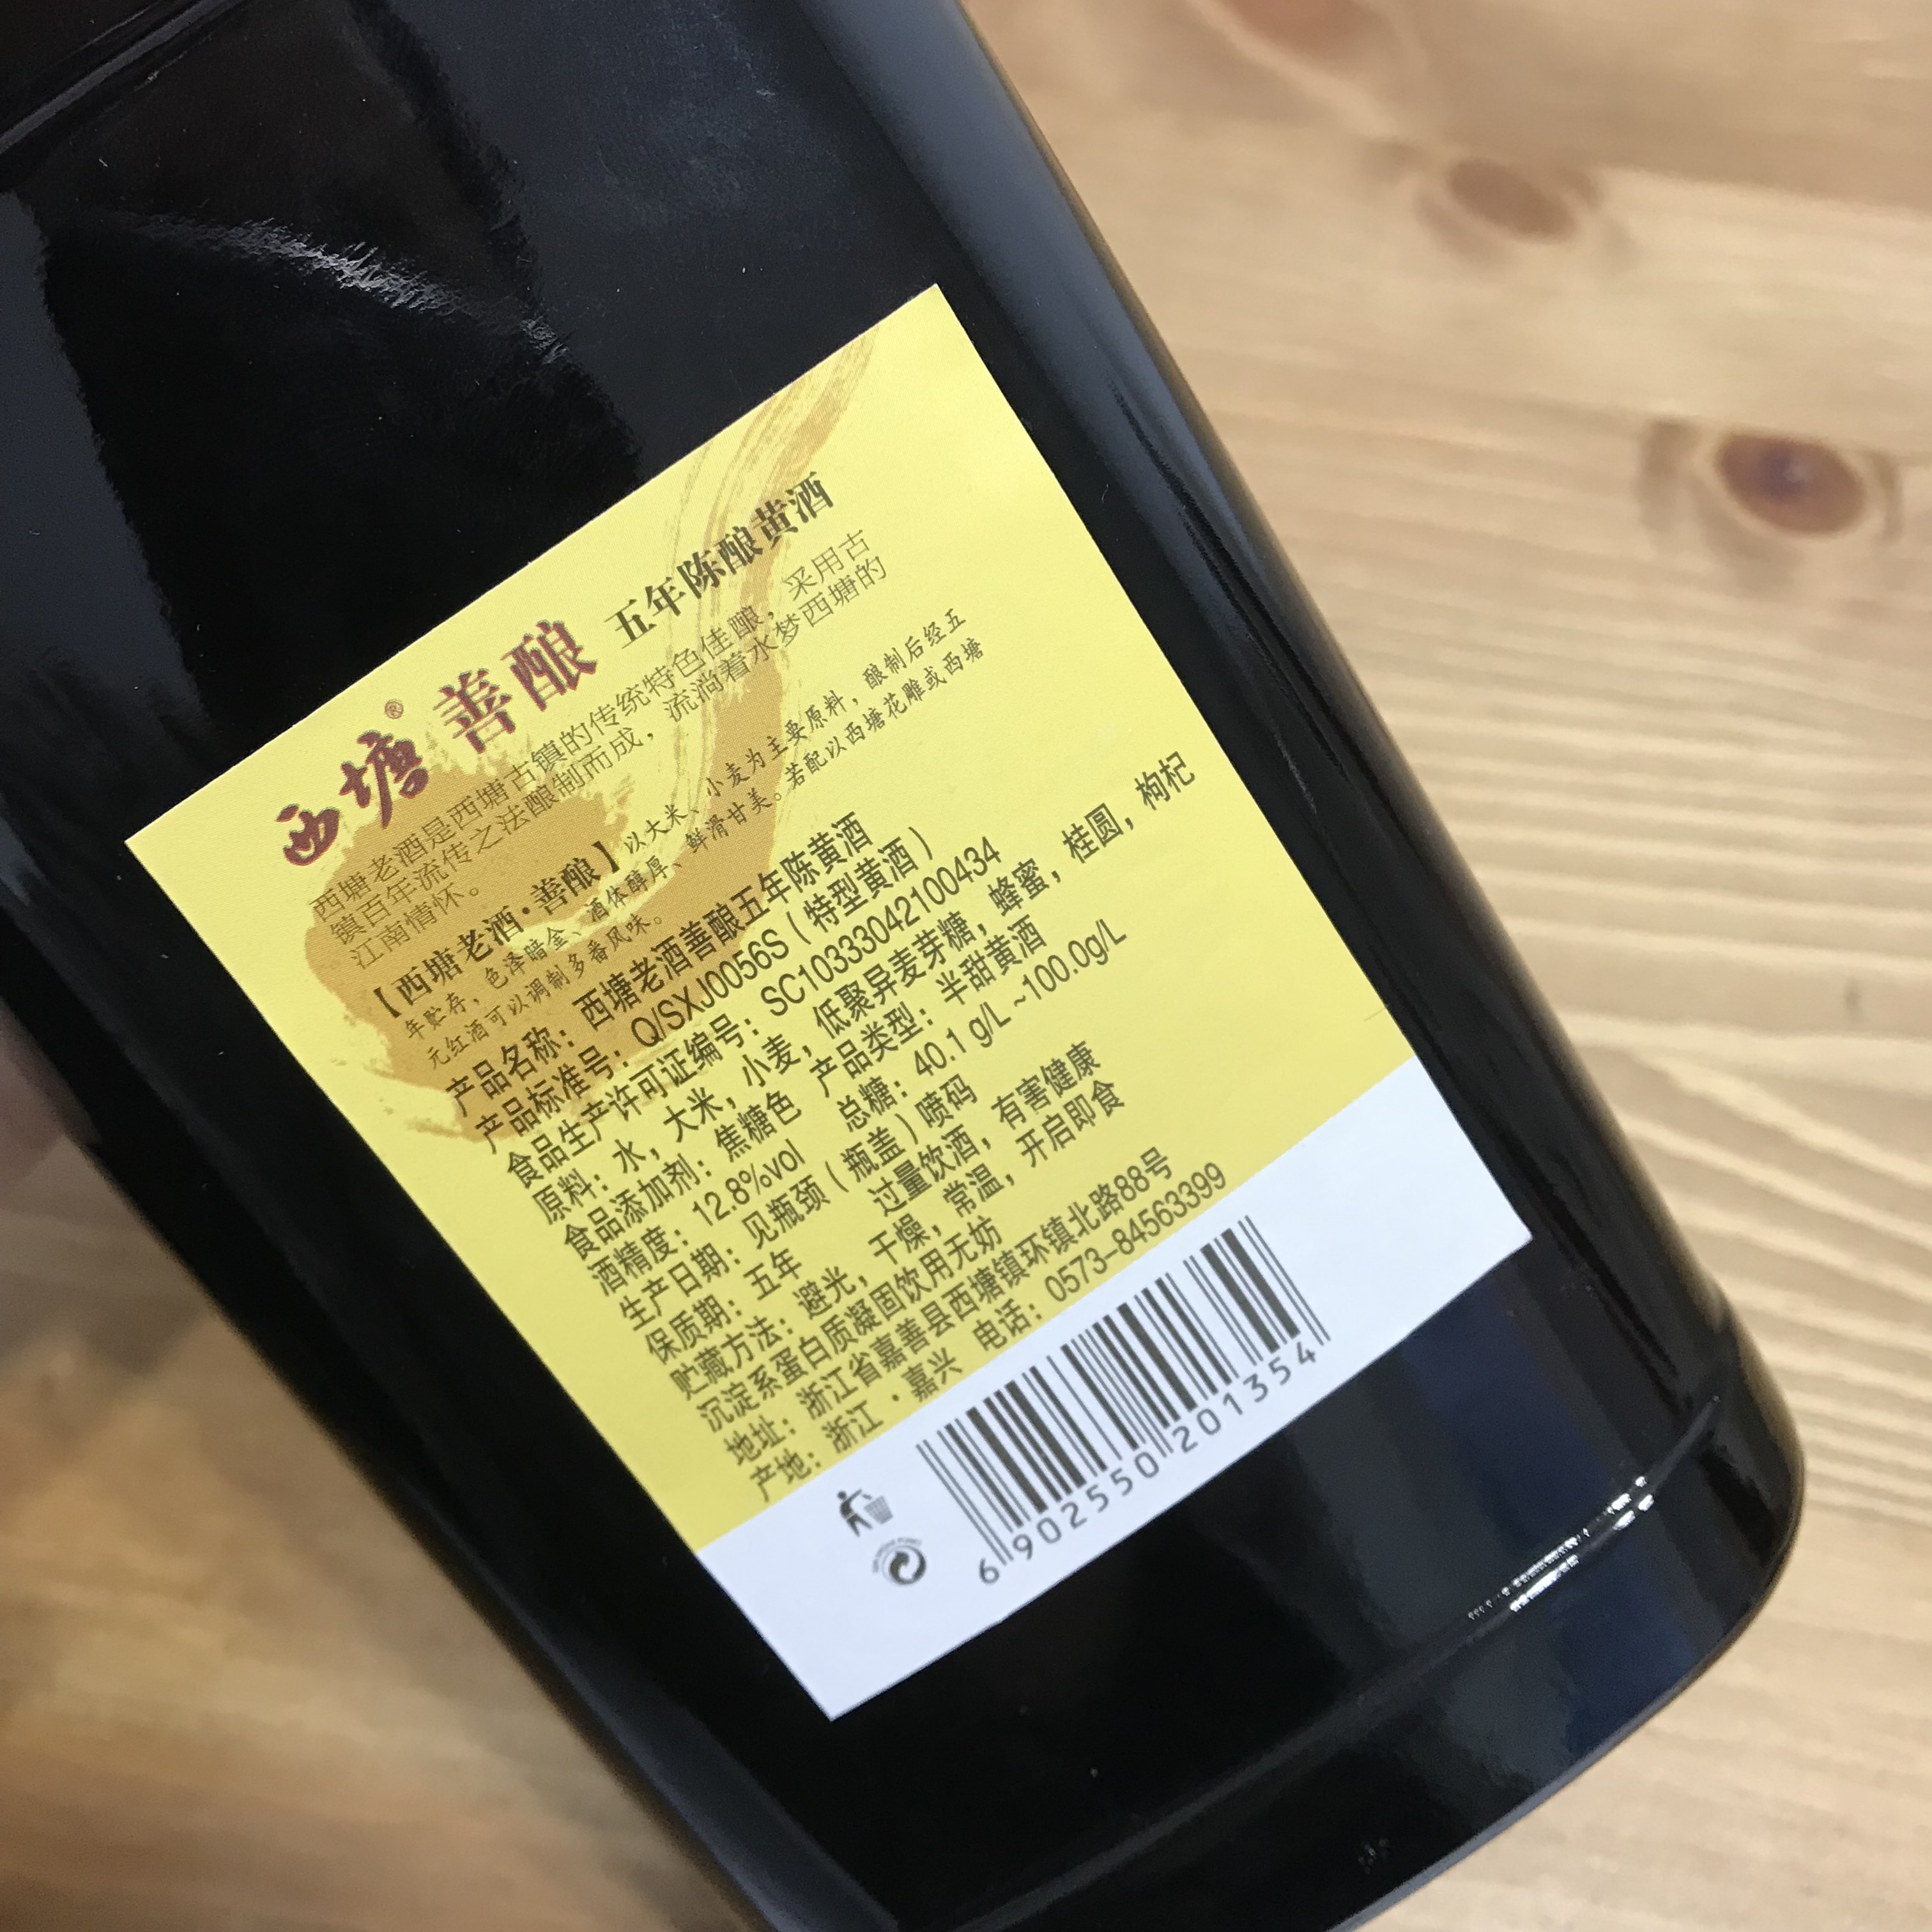 西塘® 善酿 五年陈酿黄酒
西塘老酒是西塘古镇的传统特色佳酿，采用古
镇百年流传之法酿制而成，流淌着水梦西塘的
江南情怀。
【西塘老酒·善酿】以大米、小麦为主要原料，酿制后经五
年贮存，色泽暗金、酒体醇厚、鲜滑甘美。若配以西塘花雕或西塘
元红酒可以调制多番风味。
产品名称：西塘老酒善酿五年陈黄酒
产品标准号：Q/SXJ0056S（特型黄酒）
食品生产许可证编号：SC10333042100434
原料：水，大米，小麦，低聚异麦芽糖，蜂蜜，桂圆，枸杞
食品添加剂：焦糖色 产品类型：半甜黄酒
酒精度：12.8%vol 总糖：40.1 g/L ~100.0g/L
生产日期：见瓶颈（瓶盖）喷码
保质期：五年 过量饮酒，有害健康
贮藏方法：避光，干燥，常温，开启即食
沉淀系蛋白质凝固饮用无妨
地址：浙江省嘉善县西塘镇环镇北路88号
产地：浙江·嘉兴 电话：0573-84563399
6902550201354